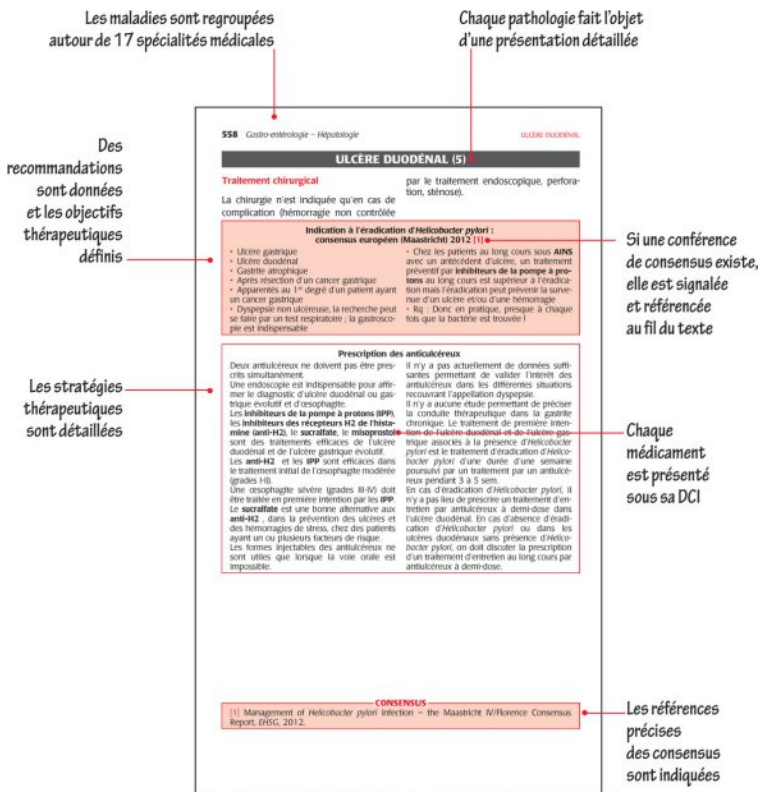 Les maladies sont regroupées
autour de 17 spécialités médicales
Chaque pathologie fait l'objet
d'une présentation détaillée
Des
recommandations
sont données
et les objectifs
thérapeutiques
définis
558 Gastro-entérologie – Hépatologie
ULCÈRE DUODÉNAL
ULCÈRE DUODÉNAL (5)
Traitement chirurgical
La chirurgie n'est indiquée qu'en cas de
complication (hémorragie non contrôlée
par le traitement endoscopique, perfora-
tion, sténose).
Indication à l'éradication d'Helicobacter pylori :
consensus européen (Maastricht) 2012 [1]
• Ulcère gastrique
• Ulcère duodénal
• Gastrite atrophique
• Après résection d'un cancer gastrique
• Apparentés au 1er degré d'un patient ayant
un cancer gastrique
• Dyspepsie non ulcéreuse, la recherche peut
se faire par un test respiratoire ; la gastrosco-
pie est indispensable
• Chez les patients au long cours sous AINS
avec un antécédent d'ulcère, un traitement
préventif par inhibiteurs de la pompe à pro-
tons au long cours est supérieur à l'éradica-
tion mais l'éradication peut prévenir la surve-
nue d'un ulcère et/ou d'une hémorragie
• Rq : Donc en pratique, presque à chaque
fois que la bactérie est trouvée !
Si une conférence
de consensus existe,
elle est signalée
et référencée
au fil du texte
Les stratégies
thérapeutiques
sont détaillées
Prescription des antiulcéreux
Deux antiulcéreux ne doivent pas être pres-
crits simultanément.
Une endoscopie est indispensable pour affir-
mer le diagnostic d'ulcère duodénal ou gas-
trique évolutif et d'œsophagite.
Les inhibiteurs de la pompe à protons (IPP),
les inhibiteurs des récepteurs H2 de l'hista-
mine (anti-H2), le sucralfate, le misoprostol
sont des traitements efficaces de l'ulcère
duodénal et de l'ulcère gastrique évolutif.
Les anti-H2 et les IPP sont efficaces dans
le traitement initial de l'œsophagite modérée
(grades I-II).
Une œsophagite sévère (grades III-IV) doit
être traitée en première intention par les IPP.
Le sucralfate est une bonne alternative aux
anti-H2 , dans la prévention des ulcères et
des hémorragies de stress, chez des patients
ayant un ou plusieurs facteurs de risque.
Les formes injectables des antiulcéreux ne
sont utiles que lorsque la voie orale est
impossible.
Il n'y a pas actuellement de données suffi-
santes permettant de valider l'intérêt des
antiulcéreux dans les différentes situations
recouvrant l'appellation dyspepsie.
Il n'y a aucune étude permettant de préciser
la conduite thérapeutique dans la gastrite
chronique. Le traitement de première inten-
tion de l'ulcère duodénal et de l'ulcère gas-
trique associés à la présence d'Helicobacter
pylori est le traitement d'éradication d'Helico-
bacter pylori d'une durée d'une semaine
poursuivi par un traitement par un antiulcé-
reux pendant 3 à 5 sem.
En cas d'éradication d'Helicobacter pylori, il
n'y a pas lieu de prescrire un traitement d'en-
tretien par antiulcéreux à demi-dose dans
l'ulcère duodénal. En cas d'absence d'éradi-
cation d'Helicobacter pylori ou dans les
ulcères duodénaux sans présence d'Helico-
bacter pylori, on doit discuter la prescription
d'un traitement d'entretien au long cours par
antiulcéreux à demi-dose.
Chaque
médicament
est présenté
sous sa DCI
CONSENSUS
[1] Management of Helicobacter pylori infection – the Maastricht IV/Florence Consensus
Report, EHSG, 2012.
Les références
précises
des consensus
sont indiquées